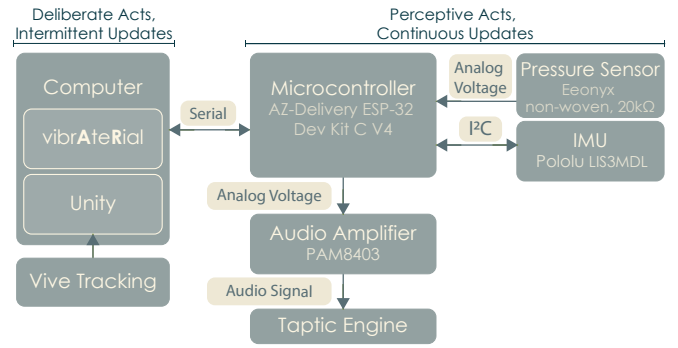 Deliberate Acts,
Intermittent Updates
Perceptive Acts,
Continuous Updates
Computer
vibrAteRial
Unity
Vive Tracking
Serial
Microcontroller
AZ-Delivery ESP-32
Dev Kit C V4
Analog
Voltage
Pressure Sensor
Eeonyx
non-woven, 20kΩ
I²C
IMU
Pololu LIS3MDL
Analog Voltage
Audio Amplifier
PAM8403
Audio Signal
Taptic Engine